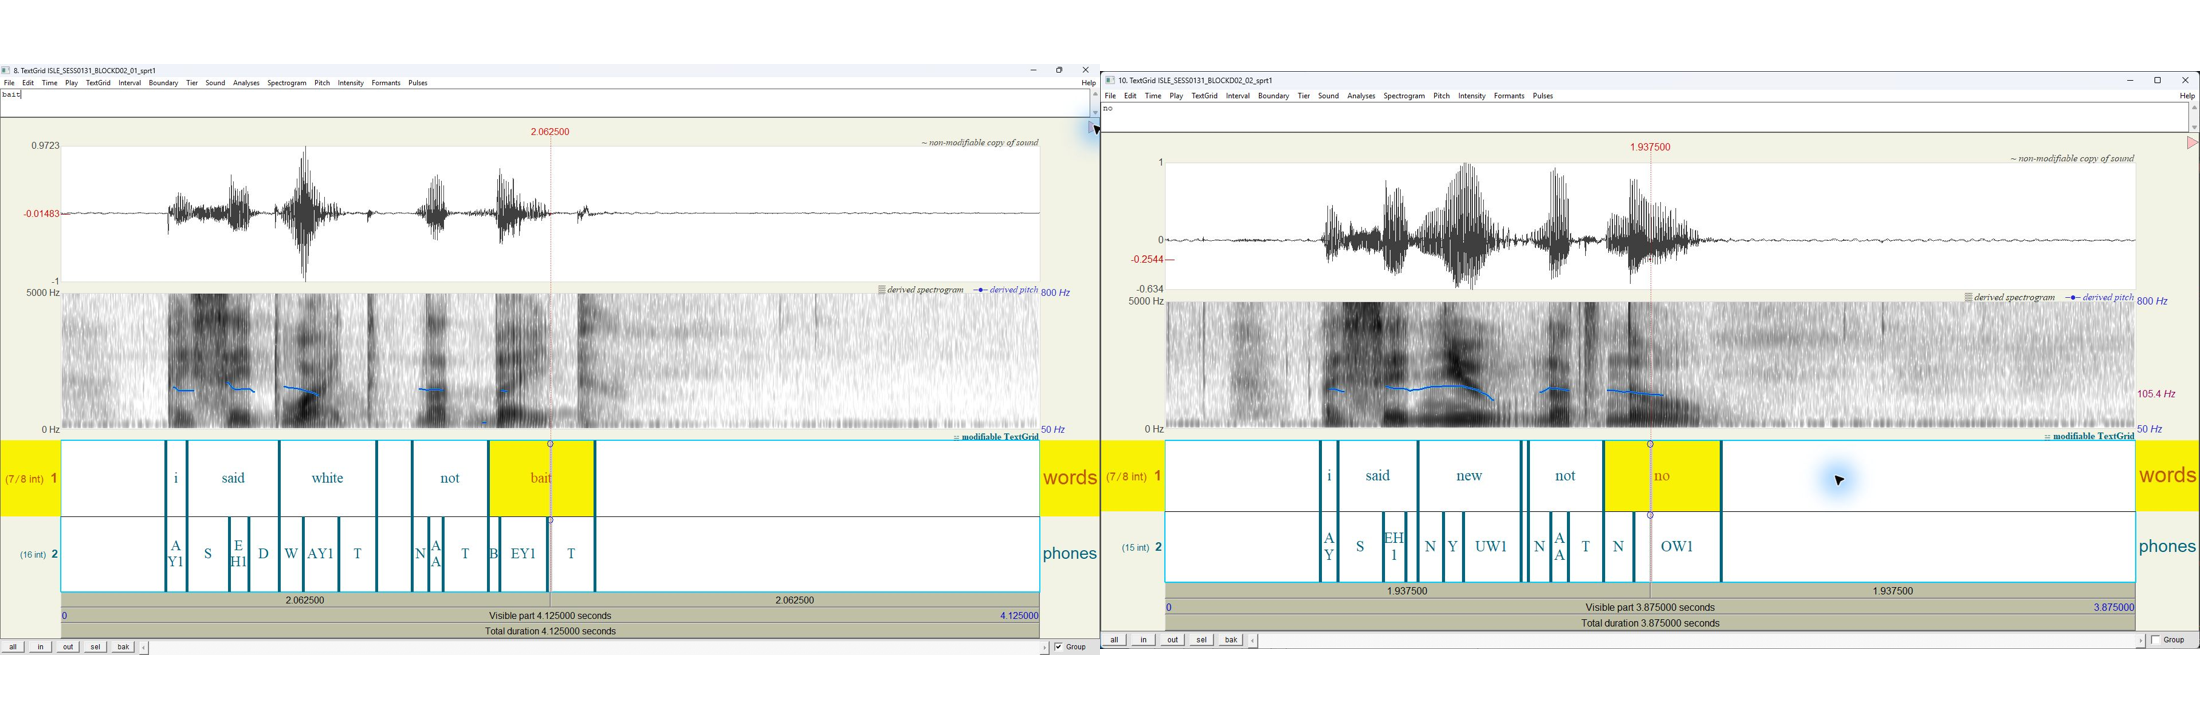 8. TextGrid ISLE_SESS0131_BLOCKD02_01_sprt1
File Edit Time Play TextGrid Interval Boundary Tier Sound Analyses Spectrogram Pitch Intensity Formants Pulses Help
bait
2.062500
~ non-modifiable copy of sound
0.9723
-0.01483
-1
5000 Hz
derived spectrogram derived pitch
800 Hz
0 Hz
50 Hz
modifiable TextGrid
(7/8 int) 1 i said white not bait words
(16 int) 2 AY1 S EH1 D W AY1 T N AA T B EY1 T phones
2.062500 2.062500
0 Visible part 4.125000 seconds 4.125000
Total duration 4.125000 seconds
all in out sel bak Group
10. TextGrid ISLE_SESS0131_BLOCKD02_02_sprt1
File Edit Time Play TextGrid Interval Boundary Tier Sound Analyses Spectrogram Pitch Intensity Formants Pulses Help
no
1.937500
~ non-modifiable copy of sound
1
0
-0.2544
-0.634
5000 Hz
derived spectrogram derived pitch
800 Hz
105.4 Hz
0 Hz
50 Hz
modifiable TextGrid
(7/8 int) 1 i said new not no words
(15 int) 2 AY S EH1 N Y UW1 N AA T N OW1 phones
1.937500 1.937500
0 Visible part 3.875000 seconds 3.875000
Total duration 3.875000 seconds
all in out sel bak Group